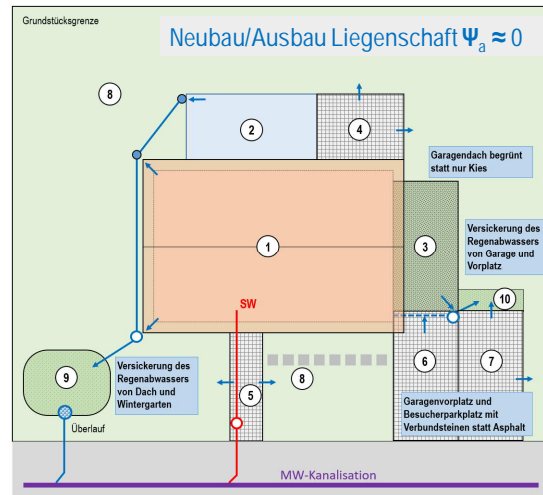 Grundstücksgrenze
Neubau/Ausbau Liegenschaft Ψa ≈ 0
8
2
4
Garagendach begrünt
statt nur Kies
1
3
Versickerung des
Regenabwassers
von Garage und
Vorplatz
10
SW
9
Versickerung des
Regenabwassers
von Dach und
Wintergarten
5
8
6
7
Garagenvorplatz und
Besucherparkplatz mit
Verbundsteinen statt Asphalt
Überlauf
MW-Kanalisation